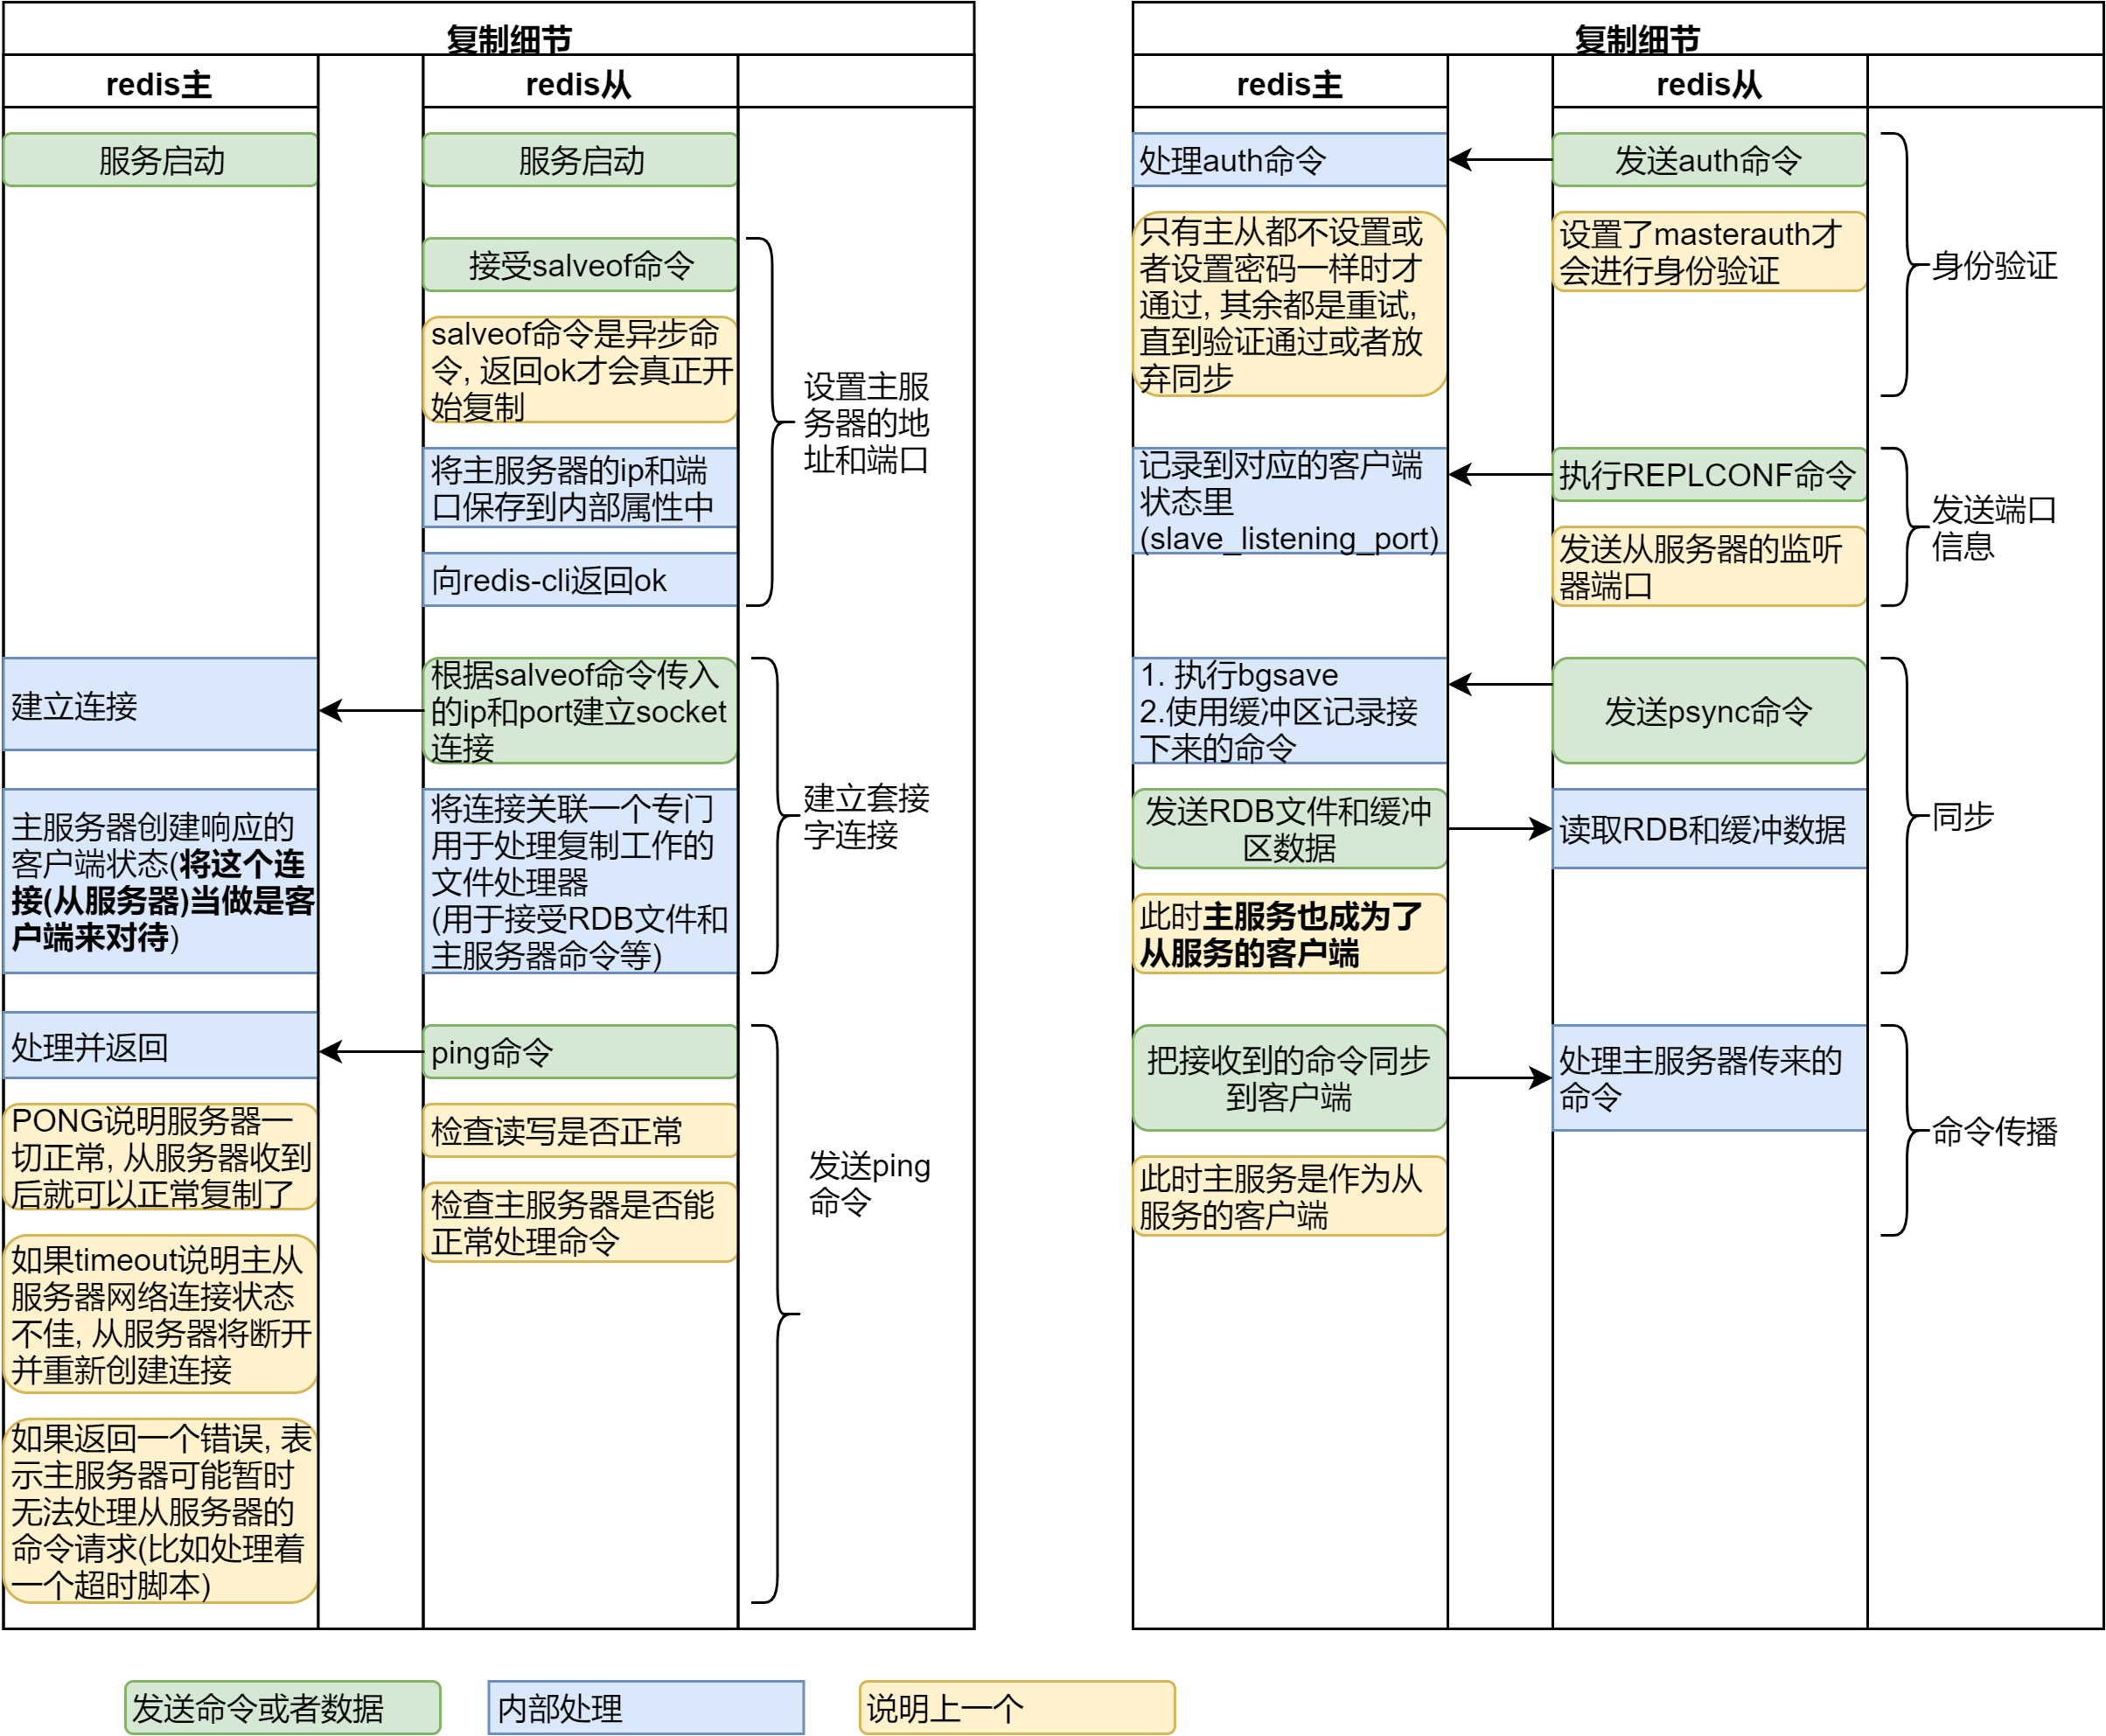 复制细节
redis主
redis从
服务启动
服务启动
接受salveof命令
salveof命令是异步命
令, 返回ok才会真正开
始复制
将主服务器的ip和端
口保存到内部属性中
向redis-cli返回ok
设置主服
务器的地
址和端口
建立连接
根据salveof命令传入
的ip和port建立socket
连接
主服务器创建响应的
客户端状态(将这个连
接(从服务器)当做是客
户端来对待)
将连接关联一个专门
用于处理复制工作的
文件处理器
(用于接受RDB文件和
主服务器命令等)
建立套接
字连接
处理并返回
ping命令
PONG说明服务器一
切正常, 从服务器收到
后就可以正常复制了
检查读写是否正常
检查主服务器是否能
正常处理命令
发送ping
命令
如果timeout说明主从
服务器网络连接状态
不佳, 从服务器将断开
并重新创建连接
如果返回一个错误, 表
示主服务器可能暂时
无法处理从服务器的
命令请求(比如处理着
一个超时脚本)
复制细节
redis主
redis从
处理auth命令
发送auth命令
只有主从都不设置或
者设置密码一样时才
通过, 其余都是重试,
直到验证通过或者放
弃同步
设置了masterauth才
会进行身份验证
身份验证
记录到对应的客户端
状态里
(slave_listening_port)
执行REPLCONF命令
发送从服务器的监听
器端口
发送端口
信息
1. 执行bgsave
2.使用缓冲区记录接
下来的命令
发送psync命令
发送RDB文件和缓冲
区数据
读取RDB和缓冲数据
此时主服务也成为了
从服务的客户端
同步
把接收到的命令同步
到客户端
处理主服务器传来的
命令
此时主服务是作为从
服务的客户端
命令传播
发送命令或者数据
内部处理
说明上一个